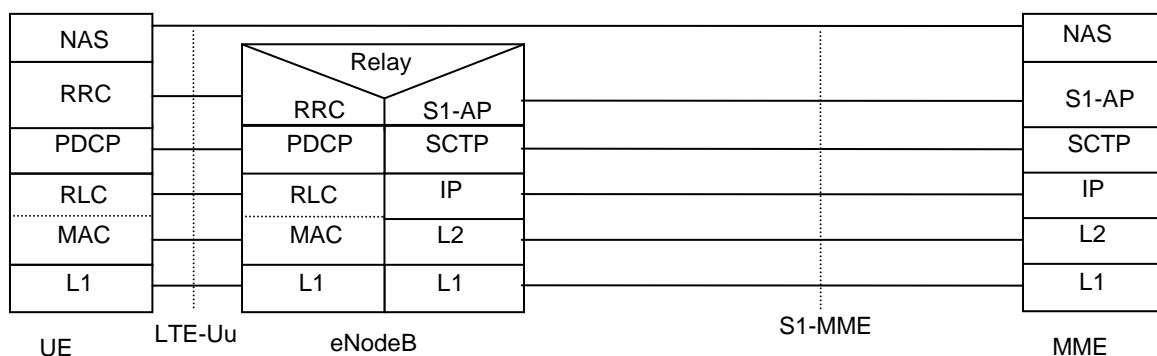 NAS
NAS
Relay
RRC
RRC
S1-AP
S1-AP
PDCP
PDCP
SCTP
SCTP
RLC
RLC
IP
IP
MAC
MAC
L2
L2
L1
L1
L1
L1
UE
LTE-Uu
eNodeB
S1-MME
MME